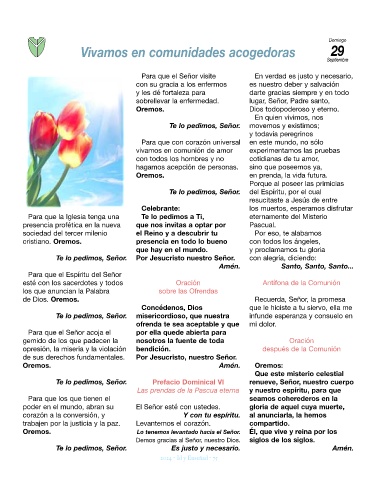 Domingo
29
Septiembre
Vivamos en comunidades acogedoras
Para que la Iglesia tenga una
presencia profética en la nueva
sociedad del tercer milenio
cristiano. Oremos.
Te lo pedimos, Señor.
Para que el Espíritu del Señor
esté con los sacerdotes y todos
los que anuncian la Palabra
de Dios. Oremos.
Te lo pedimos, Señor.
Para que el Señor acoja el
gemido de los que padecen la
opresión, la miseria y la violación
de sus derechos fundamentales.
Oremos.
Te lo pedimos, Señor.
Para que los que tienen el
poder en el mundo, abran su
corazón a la conversión, y
trabajen por la justicia y la paz.
Oremos.
Te lo pedimos, Señor.
Para que el Señor visite
con su gracia a los enfermos
y les dé fortaleza para
sobrellevar la enfermedad.
Oremos.
Te lo pedimos, Señor.
Para que con corazón universal
vivamos en comunión de amor
con todos los hombres y no
hagamos acepción de personas.
Oremos.
Te lo pedimos, Señor.
Celebrante:
Te lo pedimos a Ti,
que nos invitas a optar por
el Reino y a descubrir tu
presencia en todo lo bueno
que hay en el mundo.
Por Jesucristo nuestro Señor.
Amén.
Oración
sobre las Ofrendas
Concédenos, Dios
misericordioso, que nuestra
ofrenda te sea aceptable y que
por ella quede abierta para
nosotros la fuente de toda
bendición.
Por Jesucristo, nuestro Señor.
Amén.
Prefacio Dominical VI
Las prendas de la Pascua eterna
El Señor esté con ustedes.
Y con tu espíritu.
Levantemos el corazón.
Lo tenemos levantado hacia el Señor.
Demos gracias al Señor, nuestro Dios.
Es justo y necesario.
En verdad es justo y necesario,
es nuestro deber y salvación
darte gracias siempre y en todo
lugar, Señor, Padre santo,
Dios todopoderoso y eterno.
En quien vivimos, nos
movemos y existimos;
y todavía peregrinos
en este mundo, no sólo
experimentamos las pruebas
cotidianas de tu amor,
sino que poseemos ya,
en prenda, la vida futura.
Porque al poseer las primicias
del Espíritu, por el cual
resucitaste a Jesús de entre
los muertos, esperamos disfrutar
eternamente del Misterio
Pascual.
Por eso, te alabamos
con todos los ángeles,
y proclamamos tu gloria
con alegría, diciendo:
Santo, Santo, Santo...
Antífona de la Comunión
Recuerda, Señor, la promesa
que le hiciste a tu siervo, ella me
infunde esperanza y consuelo en
mi dolor.
Oración
después de la Comunión
Oremos:
Que este misterio celestial
renueve, Señor, nuestro cuerpo
y nuestro espíritu, para que
seamos coherederos en la
gloria de aquel cuya muerte,
al anunciarla, la hemos
compartido.
Él, que vive y reina por los
siglos de los siglos.
Amén.